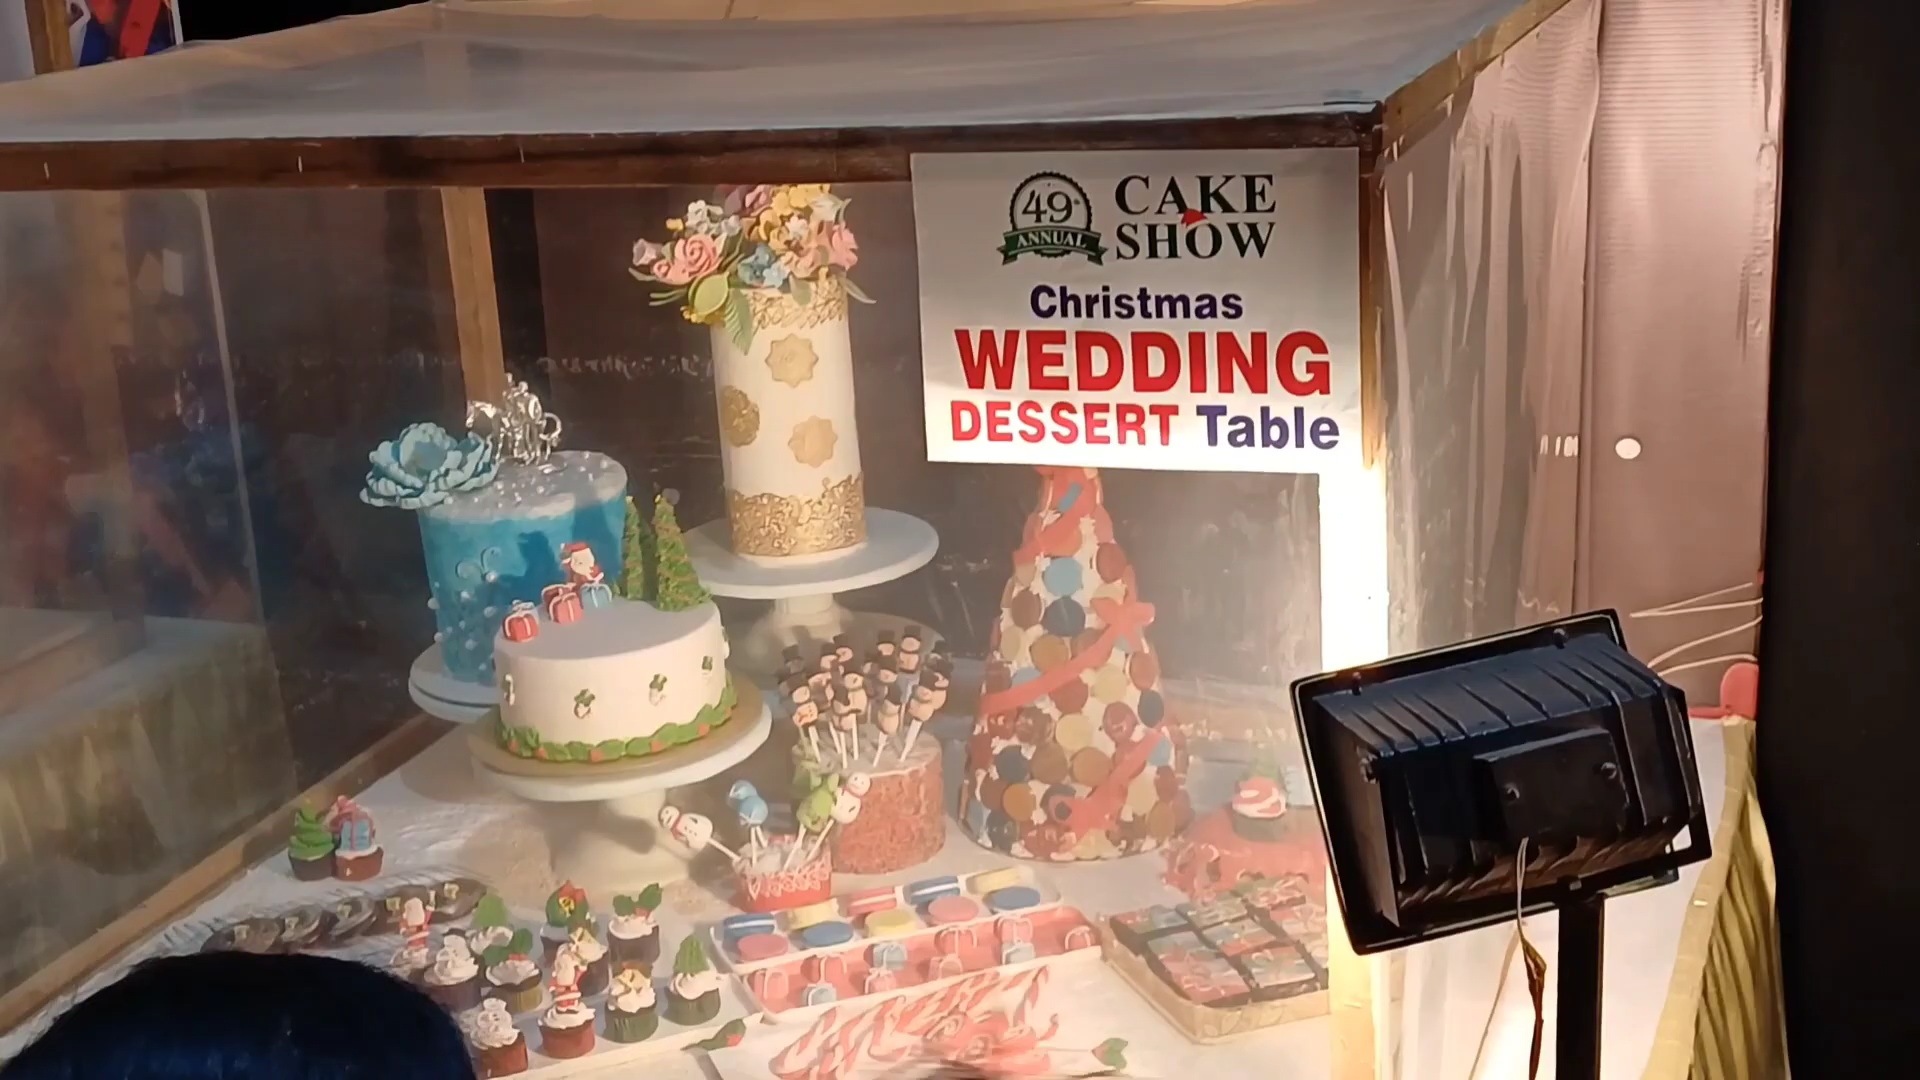 49th
ANNUAL
CAKE
SHOW
Christmas
WEDDING
DESSERT Table